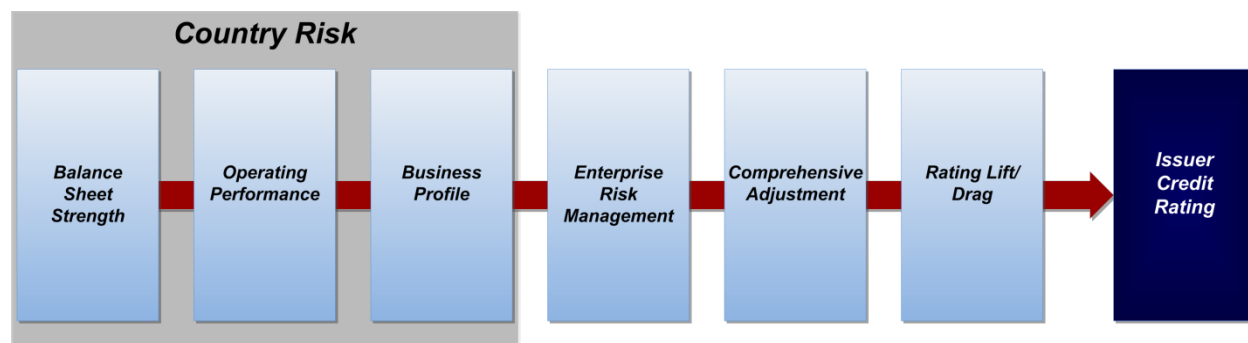 Country Risk
Balance
Sheet
Strength
Operating
Performance
Business
Profile
Enterprise
Risk
Management
Comprehensive
Adjustment
Rating Lift/
Drag
Issuer
Credit
Rating